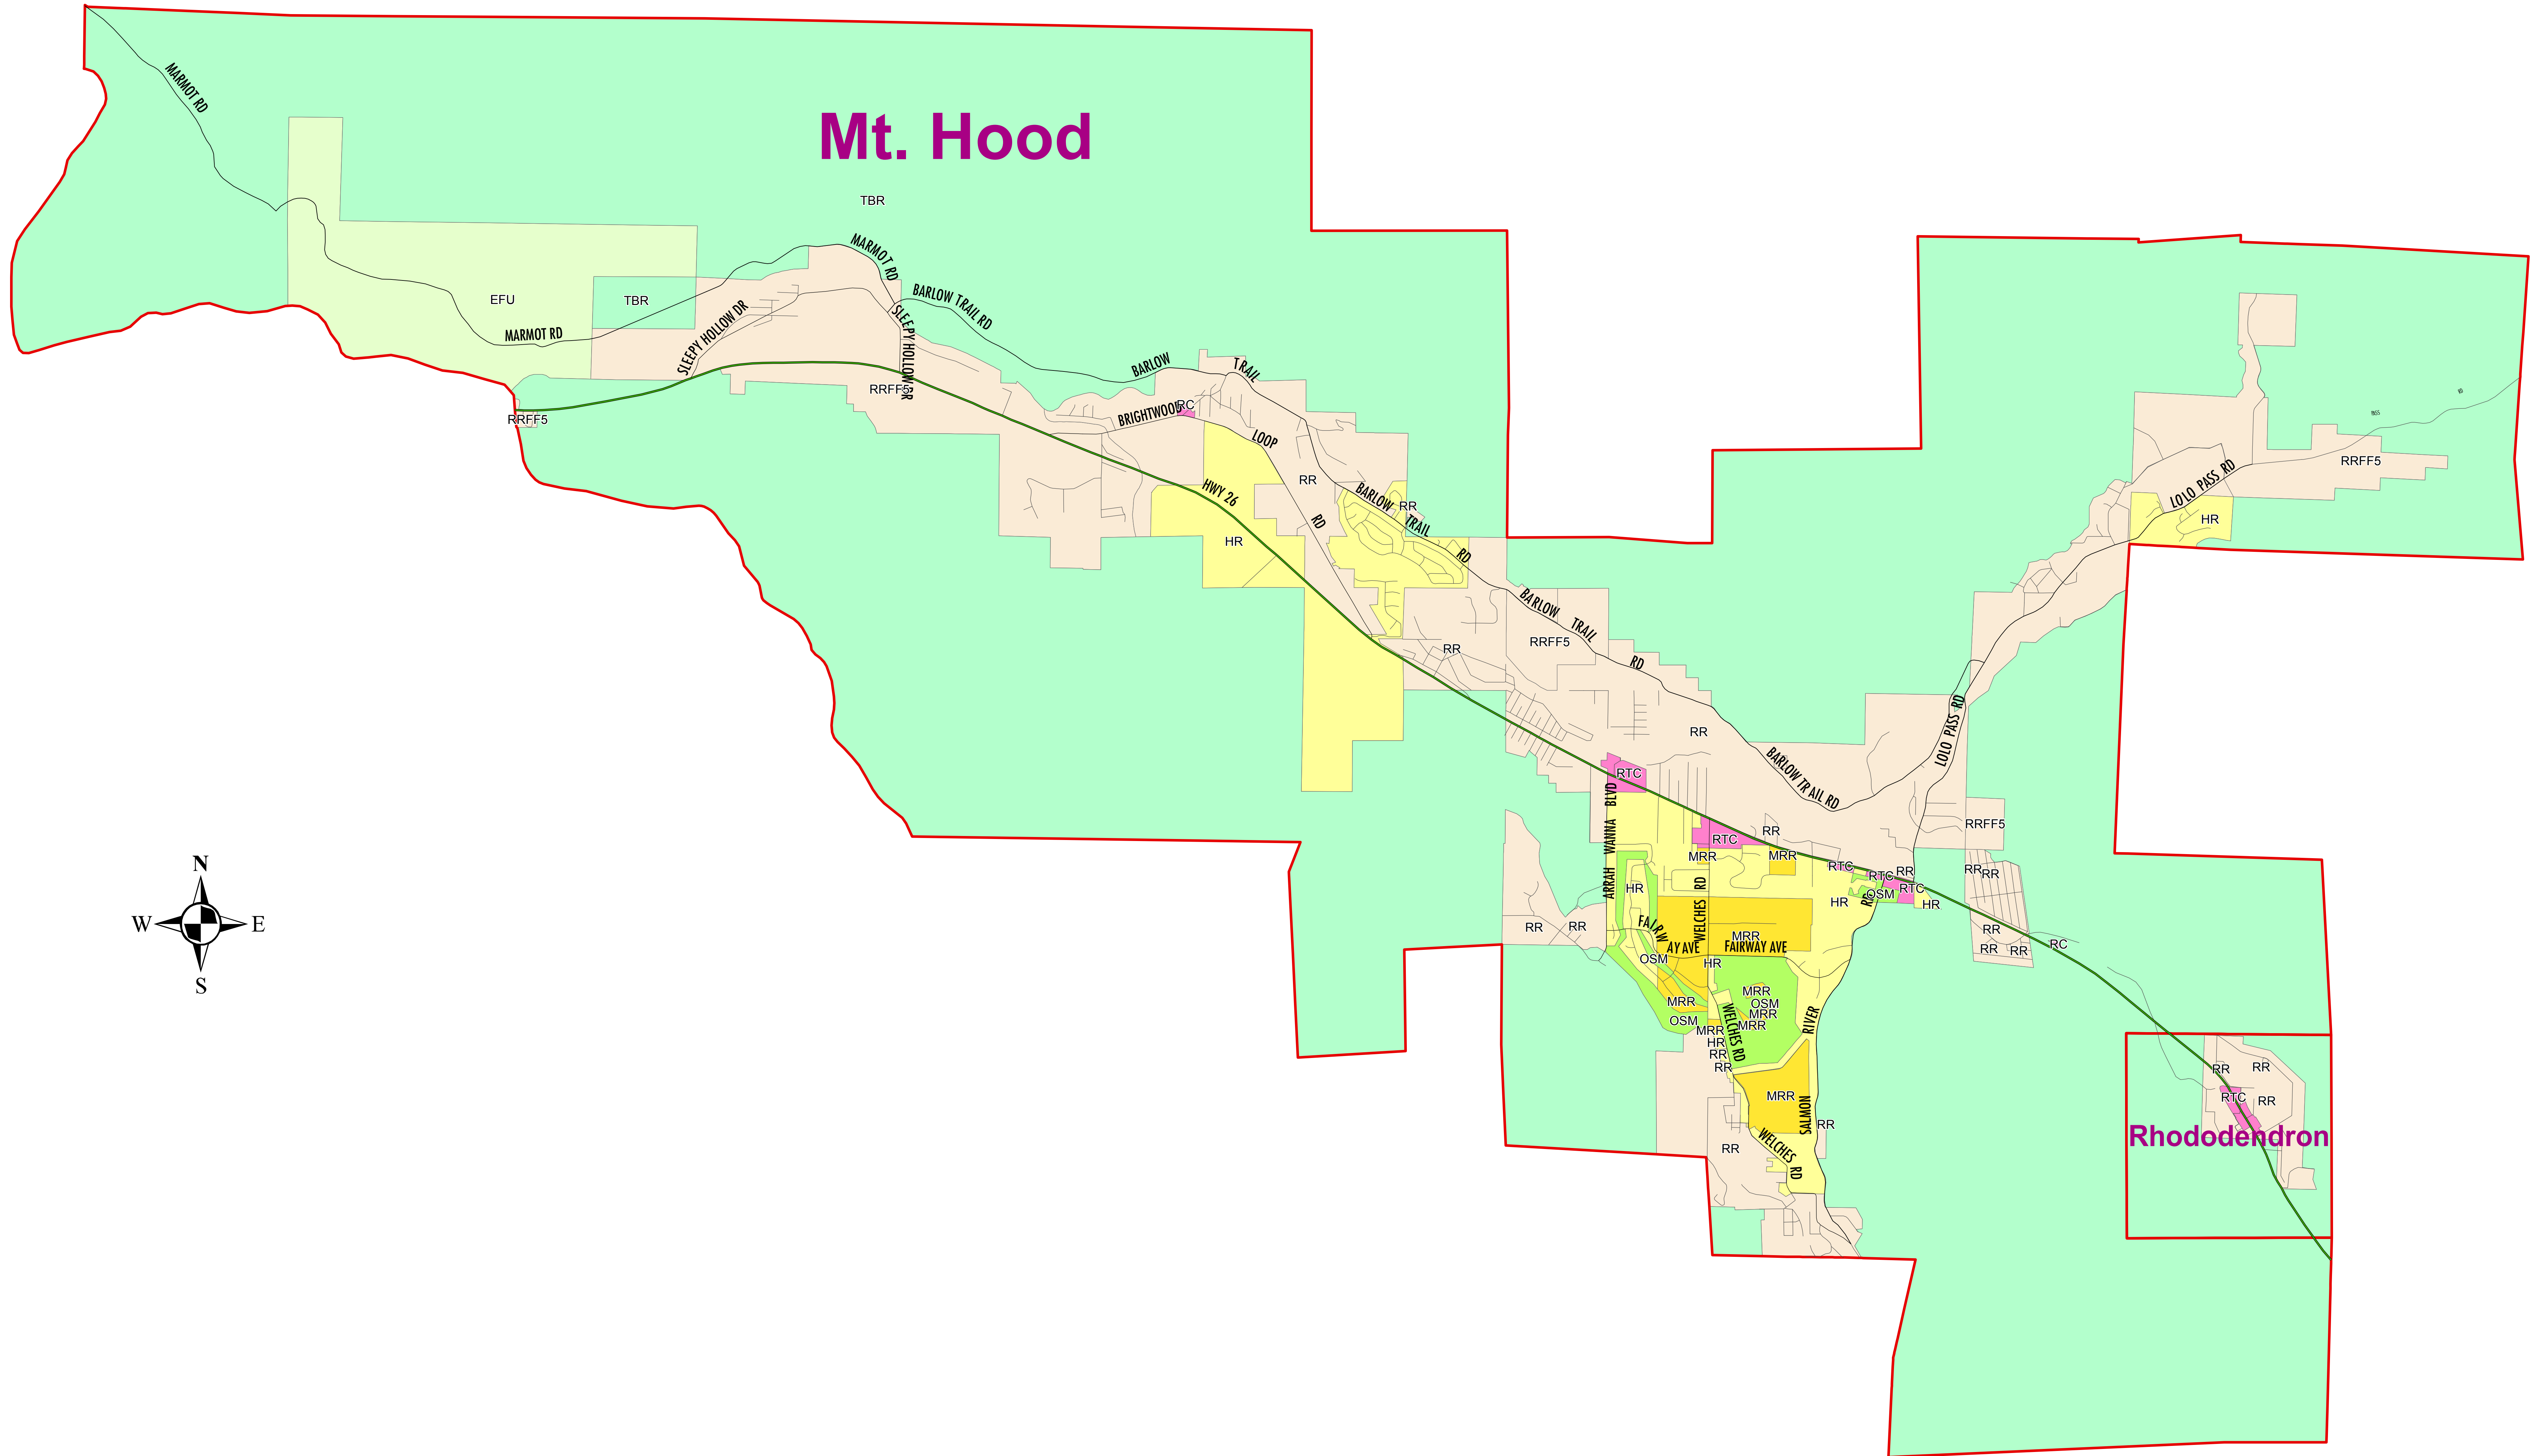 MARMOT RD
Mt. Hood
TBR
MARMOT RD
BARLOW TRAIL RD
EFU
TBR
MARMOT RD
SLEEPY HOLLOW DR
SLEEPY HOLLOW DR
BARLOW
TRAIL
RRFF5
RRFF5
BRIGHTWOOD
RC
LOOP
RD
HWY 26
RR
BARLOW
TRAIL
RD
RR
HR
LOLO PASS RD
RRFF5
HR
BARLOW
TRAIL
RD
RRFF5
RR
RR
LOLO PASS RD
BARLOW TRAIL RD
RTC
ARRAH WANNA BLVD
RTC
RR
RRFF5
MRR
MRR
RTC
RTC
RR
RTC
RR
RR
HR
WELCHES RD
OSM
HR
RD
HR
RR
RR
FAIRW
AY AVE
MRR
FAIRWAY AVE
RR
RR
RR
RC
OSM
HR
MRR
OSM
MRR
MRR
MRR
OSM
MRR
HR
RR
RR
WELCHES RD
RIVER
MRR
SALMON
RR
RR
WELCHES
RD
RR
RR
RTC
RR
Rhododendron
N
W
E
S